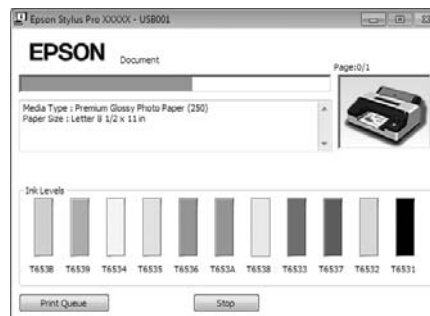 Epson Stylus Pro XXXXX - USB001
EPSON
Document
Page:0/1
Media Type : Premium Glossy Photo Paper (250)
Paper Size : Letter 8 1/2 x 11 in
Ink Levels
T653B T6539 T6534 T6535 T6536 T653A T6538 T6533 T6537 T6532 T6531
Print Queue Stop